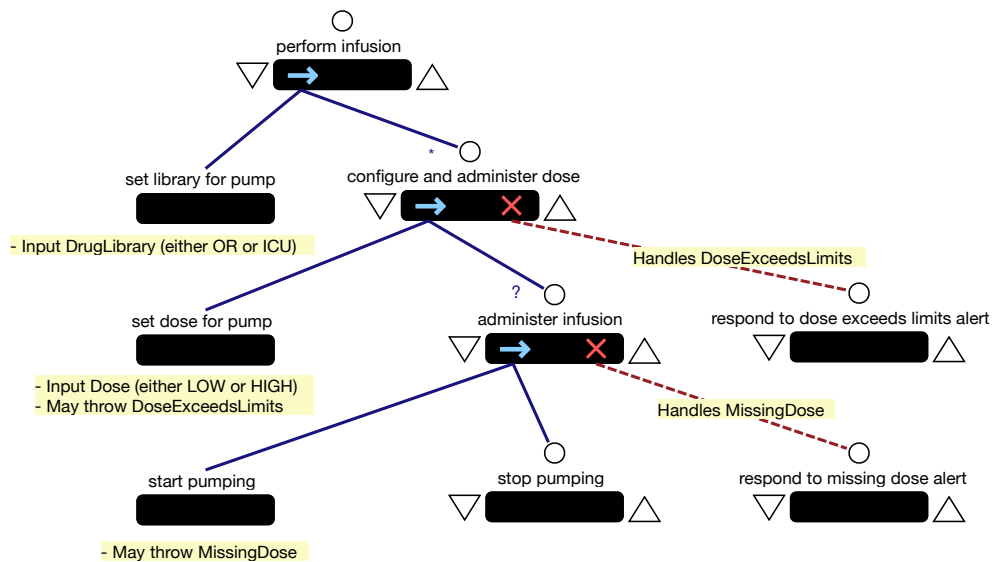 perform infusion
*
set library for pump
configure and administer dose
- Input DrugLibrary (either OR or ICU)
Handles DoseExceedsLimits
?
set dose for pump
administer infusion
respond to dose exceeds limits alert
- Input Dose (either LOW or HIGH)
- May throw DoseExceedsLimits
Handles MissingDose
start pumping
stop pumping
respond to missing dose alert
- May throw MissingDose